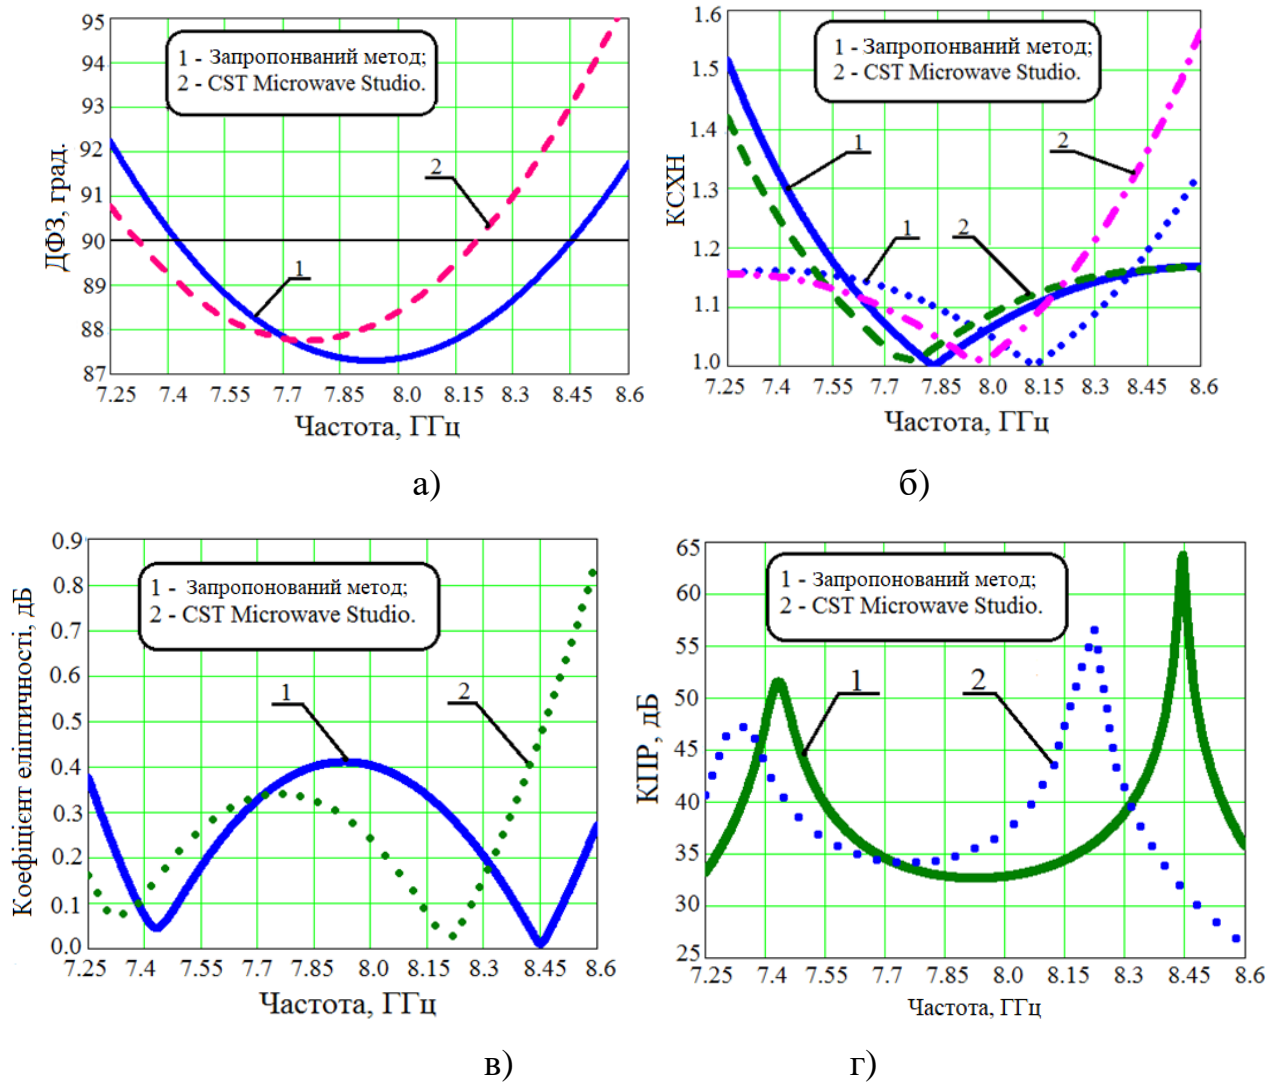 95
94
93
92
91
90
89
88
87
ДФЗ, град.
1 - Запропонваний метод;
2 - CST Microwave Studio.
2
1
7.25 7.4 7.55 7.7 7.85 8.0 8.15 8.3 8.45 8.6
Частота, ГГц
а)
1.6
1.5
1.4
1.3
1.2
1.1
1.0
КСХН
1 - Запропонваний метод;
2 - CST Microwave Studio.
1
2
1
2
7.25 7.4 7.55 7.7 7.85 8.0 8.15 8.3 8.45 8.6
Частота, ГГц
б)
0.9
0.8
0.7
0.6
0.5
0.4
0.3
0.2
0.1
0.0
Коефіцієнт еліптичності, дБ
1 - Запропонований метод;
2 - CST Microwave Studio.
1
2
7.25 7.4 7.55 7.7 7.85 8.0 8.15 8.3 8.45 8.6
Частота, ГГц
в)
65
60
55
50
45
40
35
30
25
КПР, дБ
1 - Запропонований метод;
2 - CST Microwave Studio.
1
2
7.25 7.4 7.55 7.7 7.85 8.0 8.15 8.3 8.45 8.6
Частота, ГГц
г)